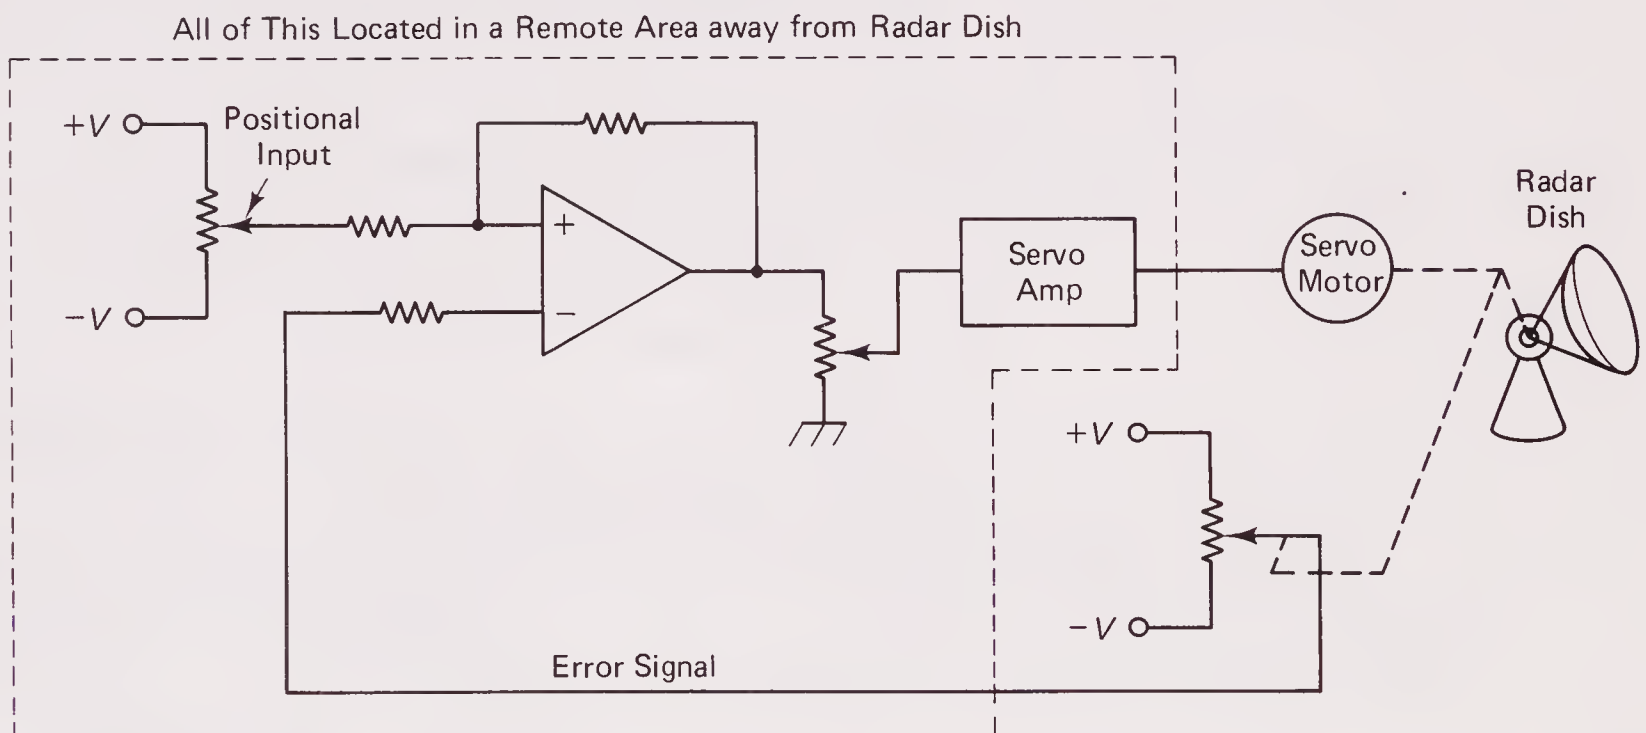 All of This Located in a Remote Area away from Radar Dish
+V
Positional
Input
−V
+
−
Servo
Amp
Servo
Motor
Radar
Dish
+V
−V
Error Signal